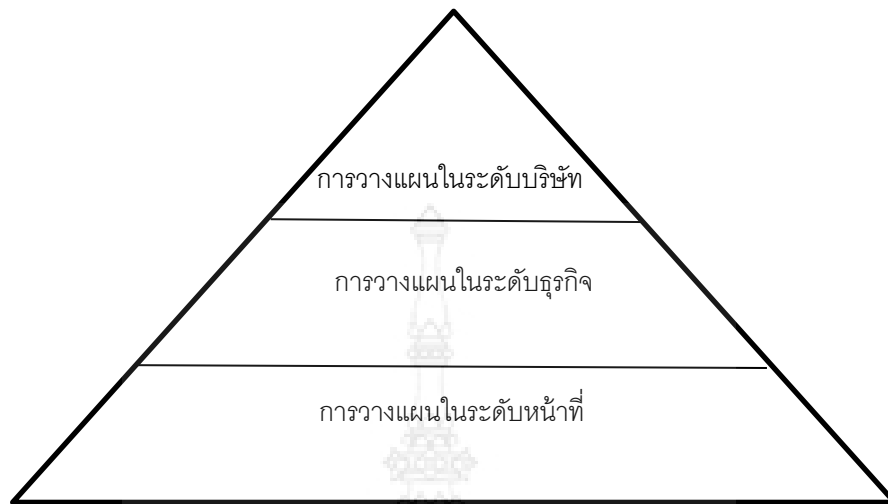 การวางแผนในระดับบริษัท
การวางแผนในระดับธุรกิจ
การวางแผนในระดับหน้าที่